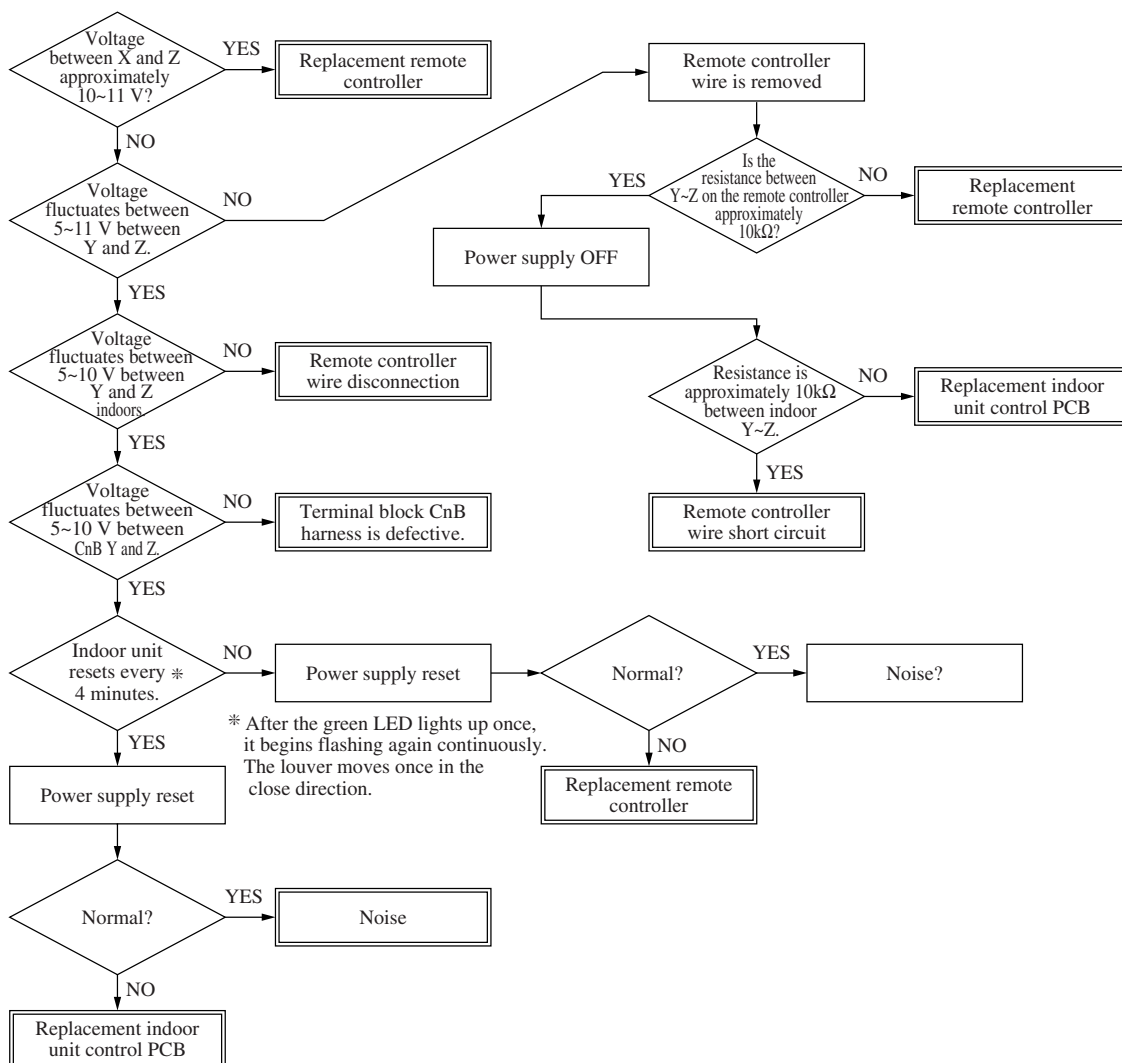 Voltage
between X and Z
approximately
10~11 V?
YES
Replacement remote
controller
NO
Voltage
fluctuates between
5~11 V between
Y and Z.
NO
Remote controller
wire is removed
Is the
resistance between
Y~Z on the remote controller
approximately
10kΩ?
YES
NO
Replacement
remote controller
Power supply OFF
Resistance is
approximately 10kΩ
between indoor
Y~Z.
NO
Replacement indoor
unit control PCB
YES
Remote controller
wire short circuit
YES
Voltage
fluctuates between
5~10 V between
Y and Z
indoors.
NO
Remote controller
wire disconnection
YES
Voltage
fluctuates between
5~10 V between
CnB Y and Z.
NO
Terminal block CnB
harness is defective.
YES
Indoor unit
resets every ※
4 minutes.
NO
Power supply reset
Normal?
YES
Noise?
NO
Replacement remote
controller
※ After the green LED lights up once,
it begins flashing again continuously.
The louver moves once in the
close direction.
YES
Power supply reset
Normal?
YES
Noise
NO
Replacement indoor
unit control PCB